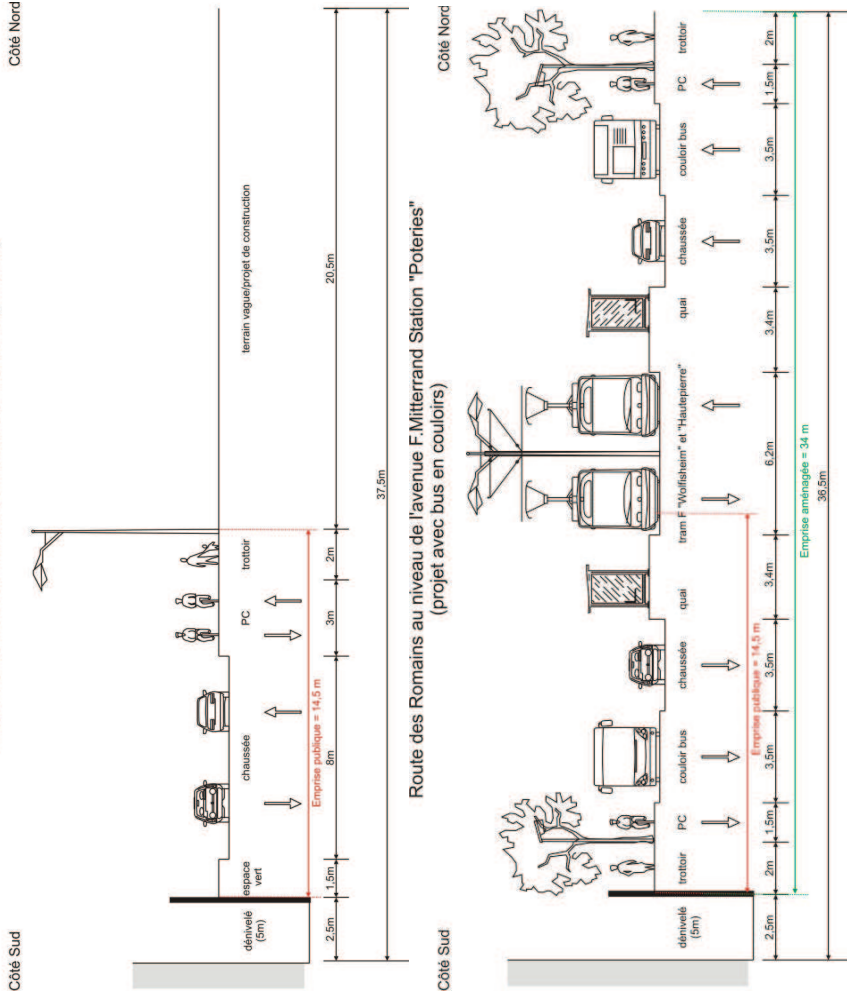 Côté Sud
Côté Nord
dénivelé
(5m)
espace
vert
chaussée
PC
trottoir
terrain vague/projet de construction
Emprise publique = 14,5 m
2,5m
1,5m
8m
3m
2m
20,5m
37,5m
Route des Romains au niveau de l'avenue F.Mitterrand Station "Poteries"
(projet avec bus en couloirs)
Côté Sud
Côté Nord
dénivelé
(5m)
trottoir
PC
couloir bus
chaussée
quai
tram F "Wolfisheim" et "Hautepierre"
quai
chaussée
couloir bus
PC
trottoir
Emprise publique = 14,5 m
2,5m
2m
1,5m
3,5m
3,5m
3,4m
6,2m
3,4m
3,5m
3,5m
1,5m
2m
Emprise aménagée = 34 m
36,5m